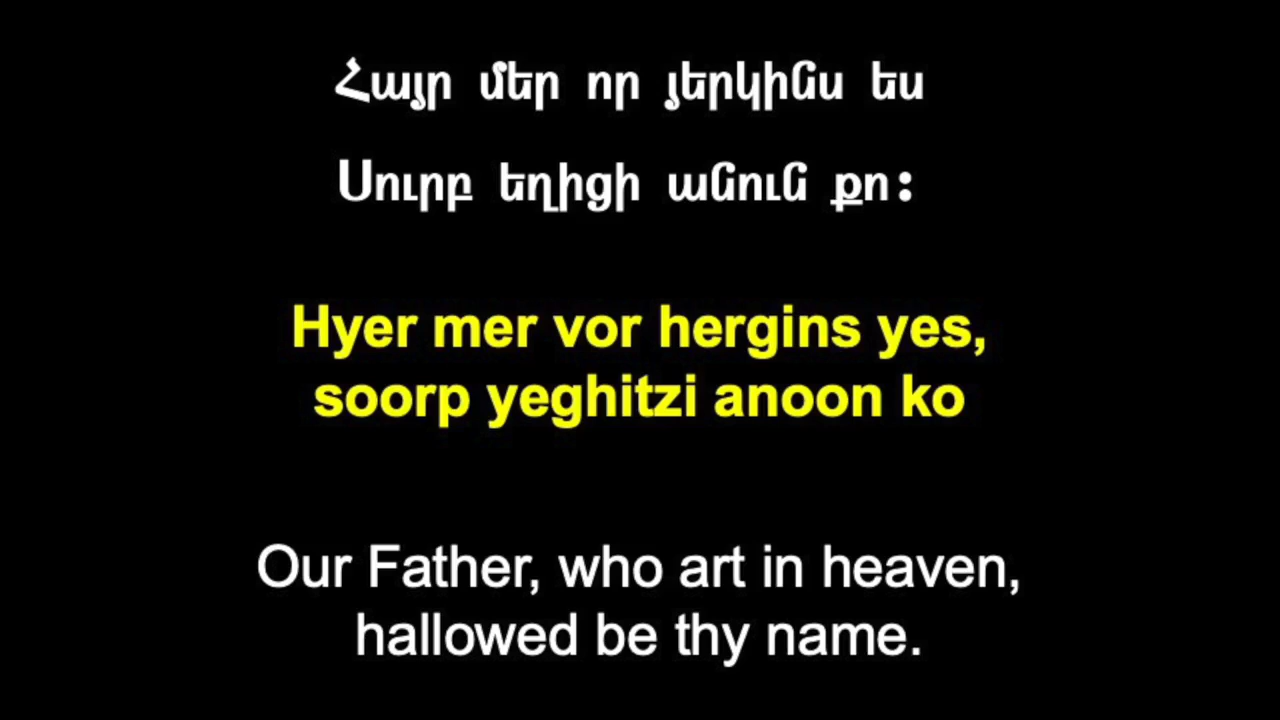 Հայր մեր որ յերկինս ես
Սուրբ եղիցի անուն քո։
Hyer mer vor hergins yes,
soorp yeghitzi anoon ko
Our Father, who art in heaven,
hallowed be thy name.